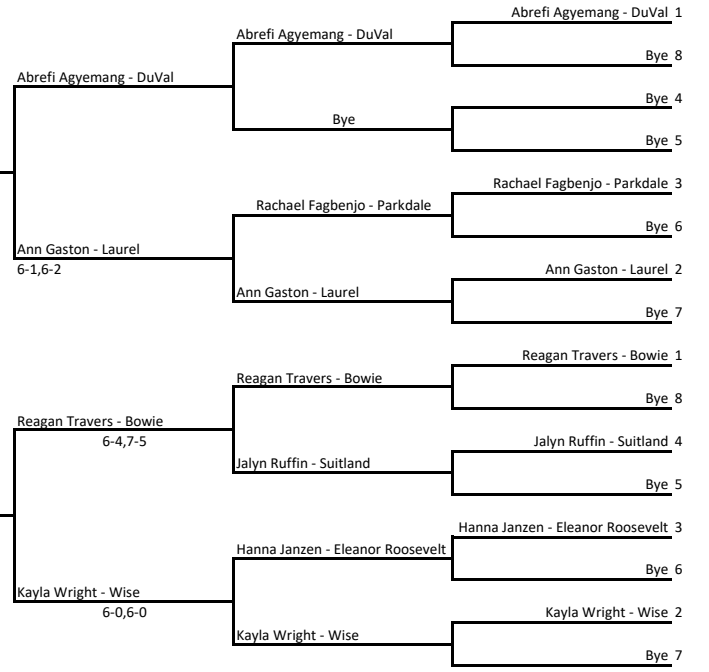 Abrefi Agyemang - DuVal 1
Abrefi Agyemang - DuVal
Bye 8
Abrefi Agyemang - DuVal
Bye 4
Bye
Bye 5
Rachael Fagbenjo - Parkdale 3
Rachael Fagbenjo - Parkdale
Bye 6
Ann Gaston - Laurel
6-1,6-2
Ann Gaston - Laurel 2
Ann Gaston - Laurel
Bye 7
Reagan Travers - Bowie 1
Reagan Travers - Bowie
Bye 8
Reagan Travers - Bowie
6-4,7-5
Jalyn Ruffin - Suitland 4
Jalyn Ruffin - Suitland
Bye 5
Hanna Janzen - Eleanor Roosevelt 3
Hanna Janzen - Eleanor Roosevelt
Bye 6
Kayla Wright - Wise
6-0,6-0
Kayla Wright - Wise 2
Kayla Wright - Wise
Bye 7